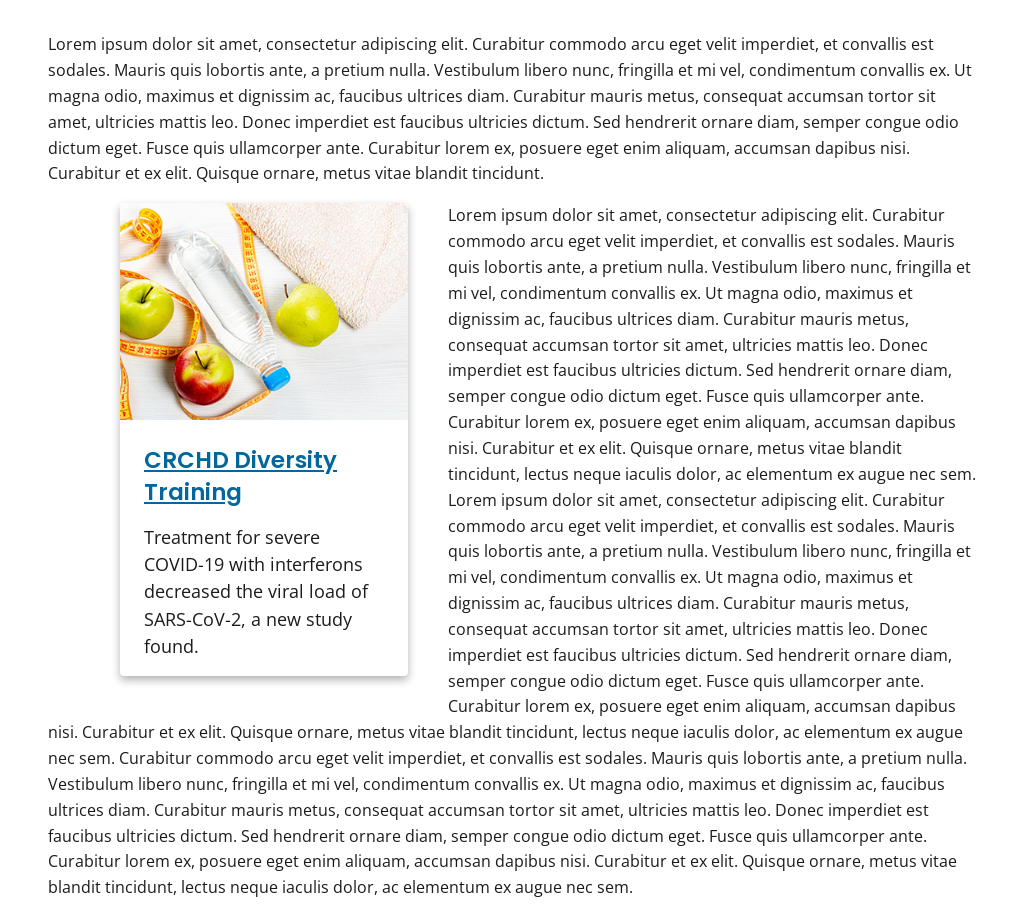 Lorem ipsum dolor sit amet, consectetur adipiscing elit. Curabitur commodo arcu eget velit imperdiet, et convallis est
sodales. Mauris quis lobortis ante, a pretium nulla. Vestibulum libero nunc, fringilla et mi vel, condimentum convallis ex. Ut
magna odio, maximus et dignissim ac, faucibus ultrices diam. Curabitur mauris metus, consequat accumsan tortor sit
amet, ultricies mattis leo. Donec imperdiet est faucibus ultricies dictum. Sed hendrerit ornare diam, semper congue odio
dictum eget. Fusce quis ullamcorper ante. Curabitur lorem ex, posuere eget enim aliquam, accumsan dapibus nisi.
Curabitur et ex elit. Quisque ornare, metus vitae blandit tincidunt.
CRCHD Diversity
Training
Treatment for severe
COVID-19 with interferons
decreased the viral load of
SARS-CoV-2, a new study
found.
Lorem ipsum dolor sit amet, consectetur adipiscing elit. Curabitur
commodo arcu eget velit imperdiet, et convallis est sodales. Mauris
quis lobortis ante, a pretium nulla. Vestibulum libero nunc, fringilla et
mi vel, condimentum convallis ex. Ut magna odio, maximus et
dignissim ac, faucibus ultrices diam. Curabitur mauris metus,
consequat accumsan tortor sit amet, ultricies mattis leo. Donec
imperdiet est faucibus ultricies dictum. Sed hendrerit ornare diam,
semper congue odio dictum eget. Fusce quis ullamcorper ante.
Curabitur lorem ex, posuere eget enim aliquam, accumsan dapibus
nisi. Curabitur et ex elit. Quisque ornare, metus vitae blandit
tincidunt, lectus neque iaculis dolor, ac elementum ex augue nec sem.
Lorem ipsum dolor sit amet, consectetur adipiscing elit. Curabitur
commodo arcu eget velit imperdiet, et convallis est sodales. Mauris
quis lobortis ante, a pretium nulla. Vestibulum libero nunc, fringilla et
mi vel, condimentum convallis ex. Ut magna odio, maximus et
dignissim ac, faucibus ultrices diam. Curabitur mauris metus,
consequat accumsan tortor sit amet, ultricies mattis leo. Donec
imperdiet est faucibus ultricies dictum. Sed hendrerit ornare diam,
semper congue odio dictum eget. Fusce quis ullamcorper ante.
Curabitur lorem ex, posuere eget enim aliquam, accumsan dapibus
nisi. Curabitur et ex elit. Quisque ornare, metus vitae blandit tincidunt, lectus neque iaculis dolor, ac elementum ex augue
nec sem. Curabitur commodo arcu eget velit imperdiet, et convallis est sodales. Mauris quis lobortis ante, a pretium nulla.
Vestibulum libero nunc, fringilla et mi vel, condimentum convallis ex. Ut magna odio, maximus et dignissim ac, faucibus
ultrices diam. Curabitur mauris metus, consequat accumsan tortor sit amet, ultricies mattis leo. Donec imperdiet est
faucibus ultricies dictum. Sed hendrerit ornare diam, semper congue odio dictum eget. Fusce quis ullamcorper ante.
Curabitur lorem ex, posuere eget enim aliquam, accumsan dapibus nisi. Curabitur et ex elit. Quisque ornare, metus vitae
blandit tincidunt, lectus neque iaculis dolor, ac elementum ex augue nec sem.